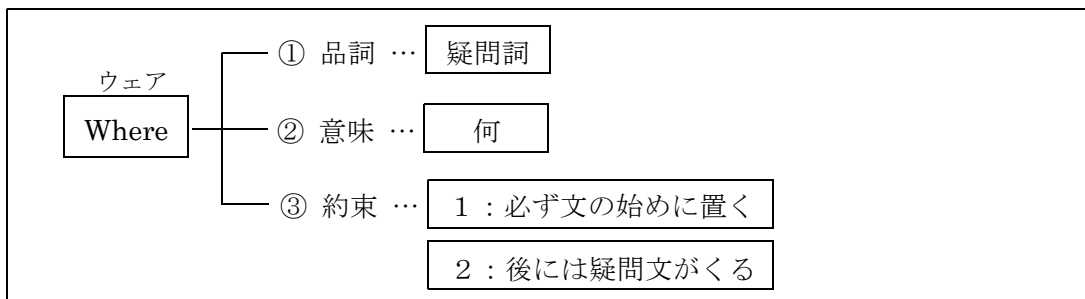 ① 品詞 … 疑問詞
ウェア
Where
② 意味 … 何
③ 約束 … 1:必ず文の始めに置く
2:後には疑問文がくる